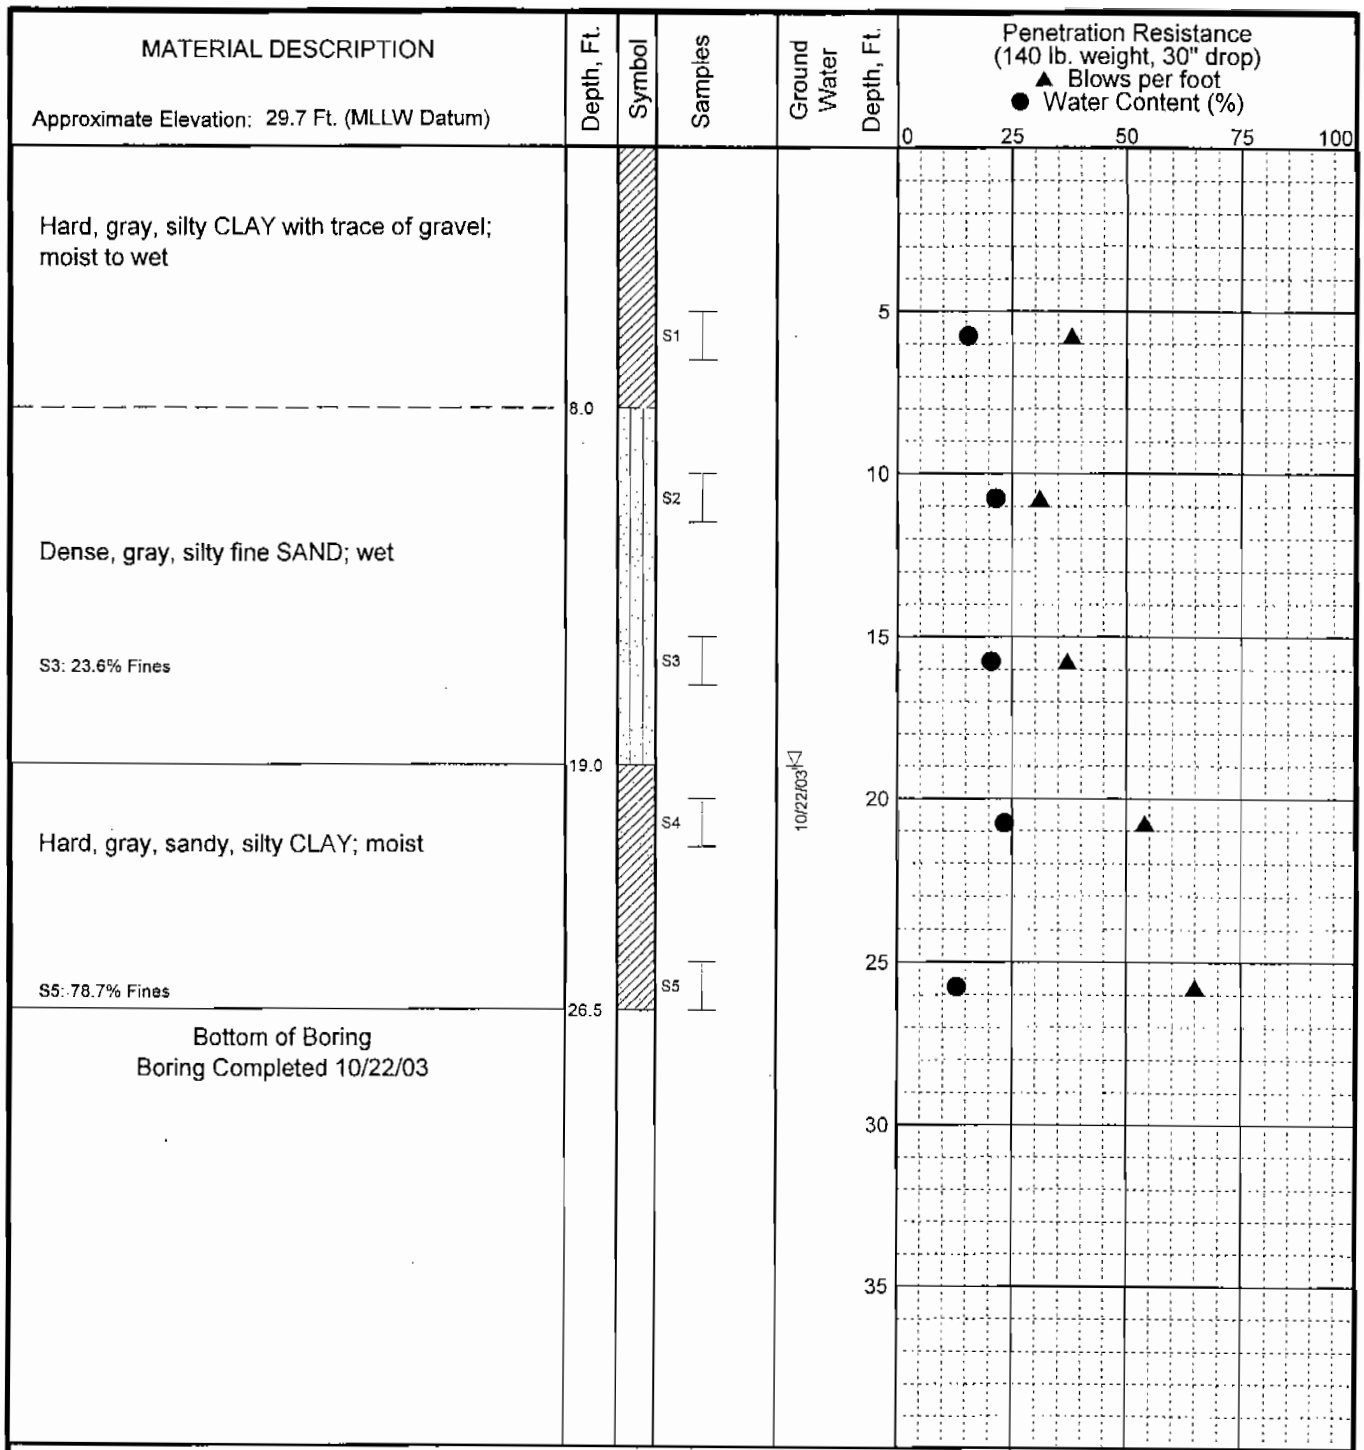 MATERIAL DESCRIPTION
Approximate Elevation: 29.7 Ft. (MLLW Datum)
Depth, Ft.
Symbol
Samples
Ground
Water
Depth, Ft.
Penetration Resistance
(140 lb. weight, 30" drop)
▲ Blows per foot
● Water Content (%)
0 25 50 75 100
Hard, gray, silty CLAY with trace of gravel;
moist to wet
S1
5
8.0
S2
10
Dense, gray, silty fine SAND; wet
S3: 23.6% Fines
S3
15
19.0
10/22/03
20
S4
Hard, gray, sandy, silty CLAY; moist
25
S5: 78.7% Fines
S5
26.5
Bottom of Boring
Boring Completed 10/22/03
30
35